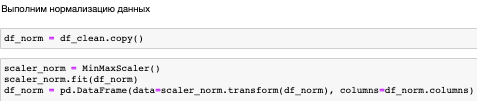 Выполним нормализацию данных
df_norm = df_clean.copy()
scaler_norm = MinMaxScaler()
scaler_norm.fit(df_norm)
df_norm = pd.DataFrame(data=scaler_norm.transform(df_norm), columns=df_norm.columns)